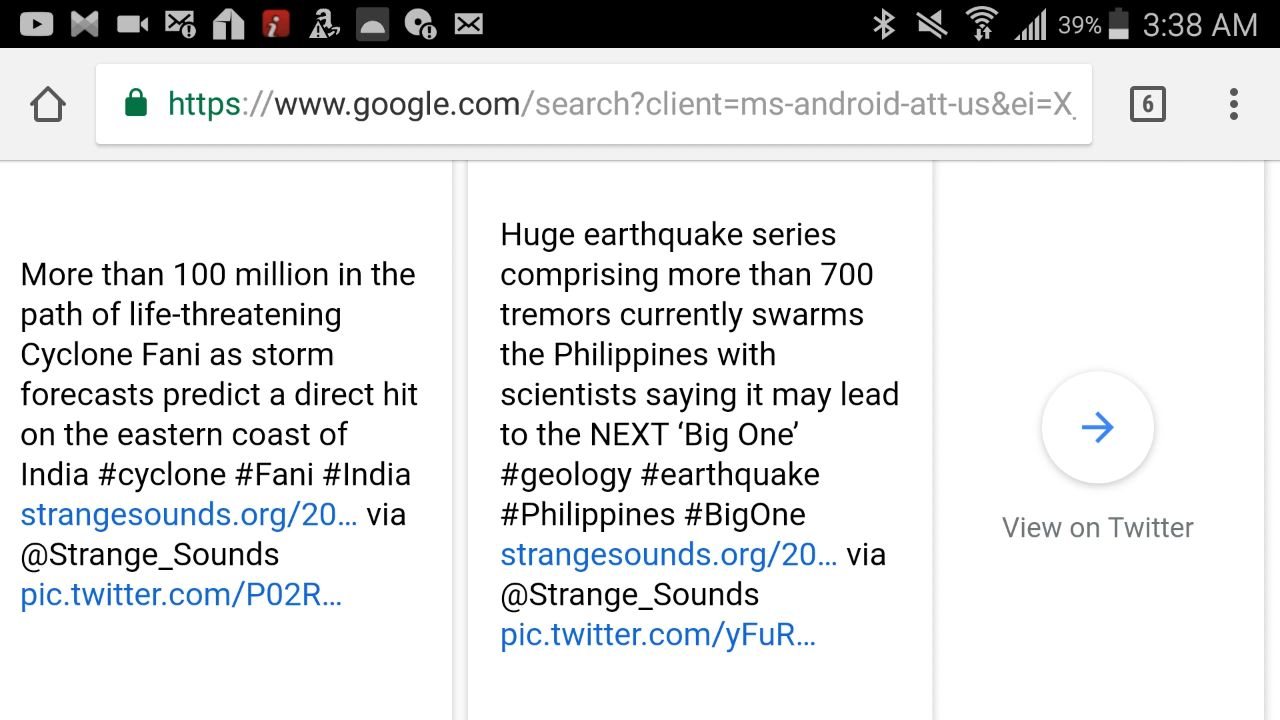 39% 3:38 AM
https://www.google.com/search?client=ms-android-att-us&ei=X
6
More than 100 million in the
path of life-threatening
Cyclone Fani as storm
forecasts predict a direct hit
on the eastern coast of
India #cyclone #Fani #India
strangesounds.org/20… via
@Strange_Sounds
pic.twitter.com/P02R…
Huge earthquake series
comprising more than 700
tremors currently swarms
the Philippines with
scientists saying it may lead
to the NEXT ‘Big One’
#geology #earthquake
#Philippines #BigOne
strangesounds.org/20… via
@Strange_Sounds
pic.twitter.com/yFuR…
View on Twitter